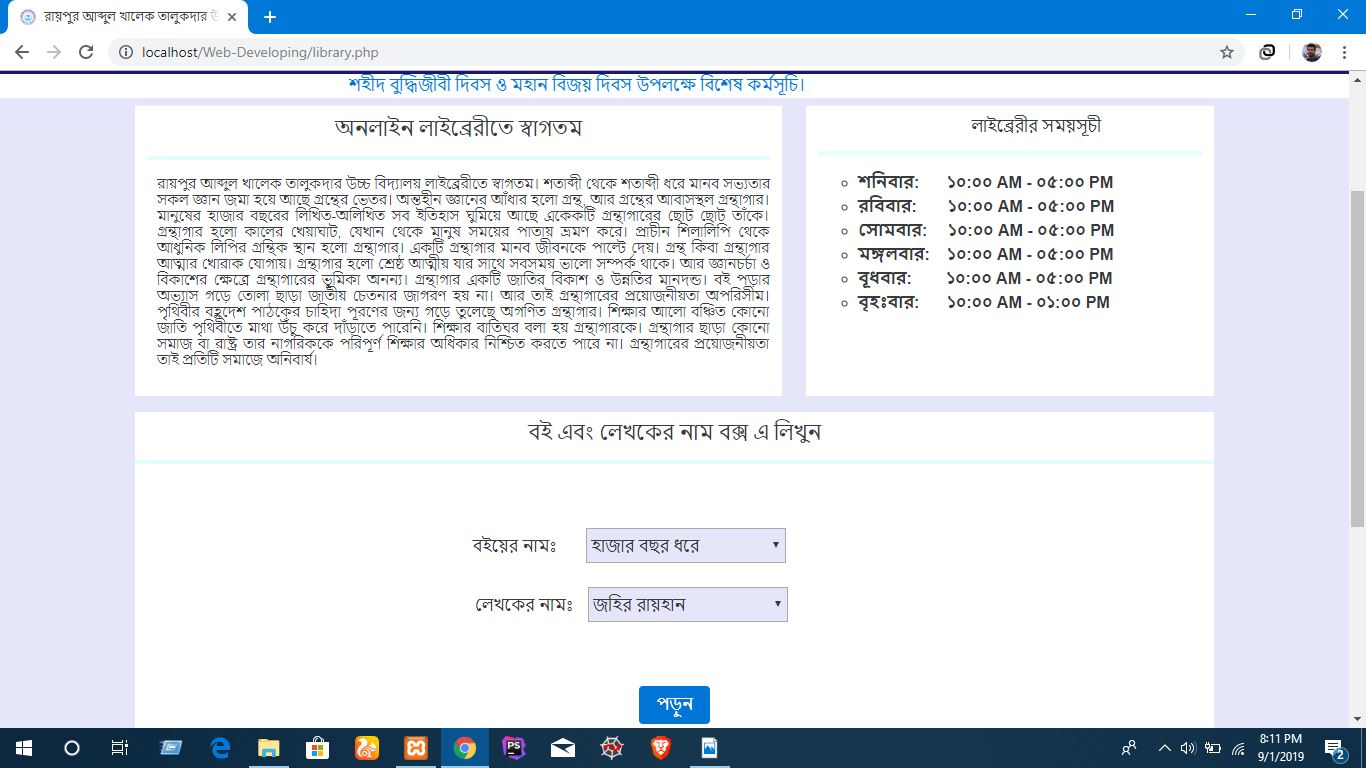 রায়পুর আব্দুল খালেক তালুকদার উ
localhost/Web-Developing/library.php
শহীদ বুদ্ধিজীবী দিবস ও মহান বিজয় দিবস উপলক্ষে বিশেষ কর্মসূচি।
অনলাইন লাইব্রেরীতে স্বাগতম
রায়পুর আব্দুল খালেক তালুকদার উচ্চ বিদ্যালয় লাইব্রেরীতে স্বাগতম। শতাব্দী থেকে শতাব্দী ধরে মানব সভ্যতার
সকল জ্ঞান জমা হয়ে আছে গ্রন্থের ভেতর। অন্তহীন জ্ঞানের আঁধার হলো গ্রন্থ, আর গ্রন্থের আবাসস্থল গ্রন্থাগার।
মানুষের হাজার বছরের লিখিত-অলিখিত সব ইতিহাস ঘুমিয়ে আছে একেকটি গ্রন্থাগারের ছোট ছোট তাঁকে।
গ্রন্থাগার হলো কালের খেয়াঘাট, যেখান থেকে মানুষ সময়ের পাতায় ভ্রমণ করে। প্রাচীন শিলালিপি থেকে
আধুনিক লিপির গ্রন্থিক স্থান হলো গ্রন্থাগার। একটি গ্রন্থাগার মানব জীবনকে পাল্টে দেয়। গ্রন্থ কিবা গ্রন্থাগার
আত্মার খোরাক যোগায়। গ্রন্থাগার হলো শ্রেষ্ঠ আত্মীয় যার সাথে সবসময় ভালো সম্পর্ক থাকে। আর জ্ঞানচর্চা ও
বিকাশের ক্ষেত্রে গ্রন্থাগারের ভূমিকা অনন্য। গ্রন্থাগার একটি জাতির বিকাশ ও উন্নতির মানদন্ড। বই পড়ার
অভ্যাস গড়ে তোলা ছাড়া জাতীয় চেতনার জাগরণ হয় না। আর তাই গ্রন্থাগারের প্রয়োজনীয়তা অপরিসীম।
পৃথিবীর বহুদেশ পাঠকের চাহিদা পূরণের জন্য গড়ে তুলেছে অগণিত গ্রন্থাগার। শিক্ষার আলো বঞ্চিত কোনো
জাতি পৃথিবীতে মাথা উঁচু করে দাঁড়াতে পারেনি। শিক্ষার বাতিঘর বলা হয় গ্রন্থাগারকে। গ্রন্থাগার ছাড়া কোনো
সমাজ বা রাষ্ট্র তার নাগরিককে পরিপূর্ণ শিক্ষার অধিকার নিশ্চিত করতে পারে না। গ্রন্থাগারের প্রয়োজনীয়তা
তাই প্রতিটি সমাজে অনিবার্য।
লাইব্রেরীর সময়সূচী
শনিবার: ১০:০০ AM - ০৫:০০ PM
রবিবার: ১০:০০ AM - ০৫:০০ PM
সোমবার: ১০:০০ AM - ০৫:০০ PM
মঙ্গলবার: ১০:০০ AM - ০৫:০০ PM
বূধবার: ১০:০০ AM - ০৫:০০ PM
বৃহঃবার: ১০:০০ AM - ০১:০০ PM
বই এবং লেখকের নাম বক্স এ লিখুন
বইয়ের নামঃ হাজার বছর ধরে
লেখকের নামঃ জহির রায়হান
পড়ুন
PS
8:11 PM
9/1/2019
2